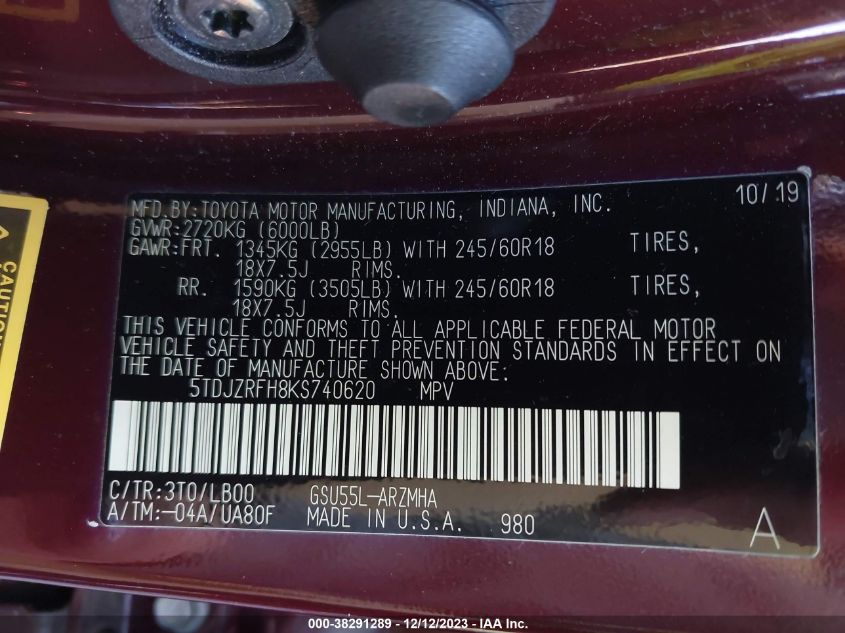 10/19
MFD.BY:TOYOTA MOTOR MANUFACTURING, INDIANA, INC.
GVWR:2720KG (6000LB)
GAWR:FRT. 1345KG (2955LB) WITH 245/60R18 TIRES,
18X7.5J RIMS.
RR. 1590KG (3505LB) WITH 245/60R18 TIRES,
18X7.5J RIMS.
THIS VEHICLE CONFORMS TO ALL APPLICABLE FEDERAL MOTOR
VEHICLE SAFETY AND THEFT PREVENTION STANDARDS IN EFFECT ON
THE DATE OF MANUFACTURE SHOWN ABOVE.
5TDJZRFH8KS740620 MPV
C/TR:3T0/LB00 GSU55L-ARZMHA
A/TM:-04A/UA80F MADE IN U.S.A. 980 A
CAUTION
000-38291289 - 12/12/2023 - IAA Inc.